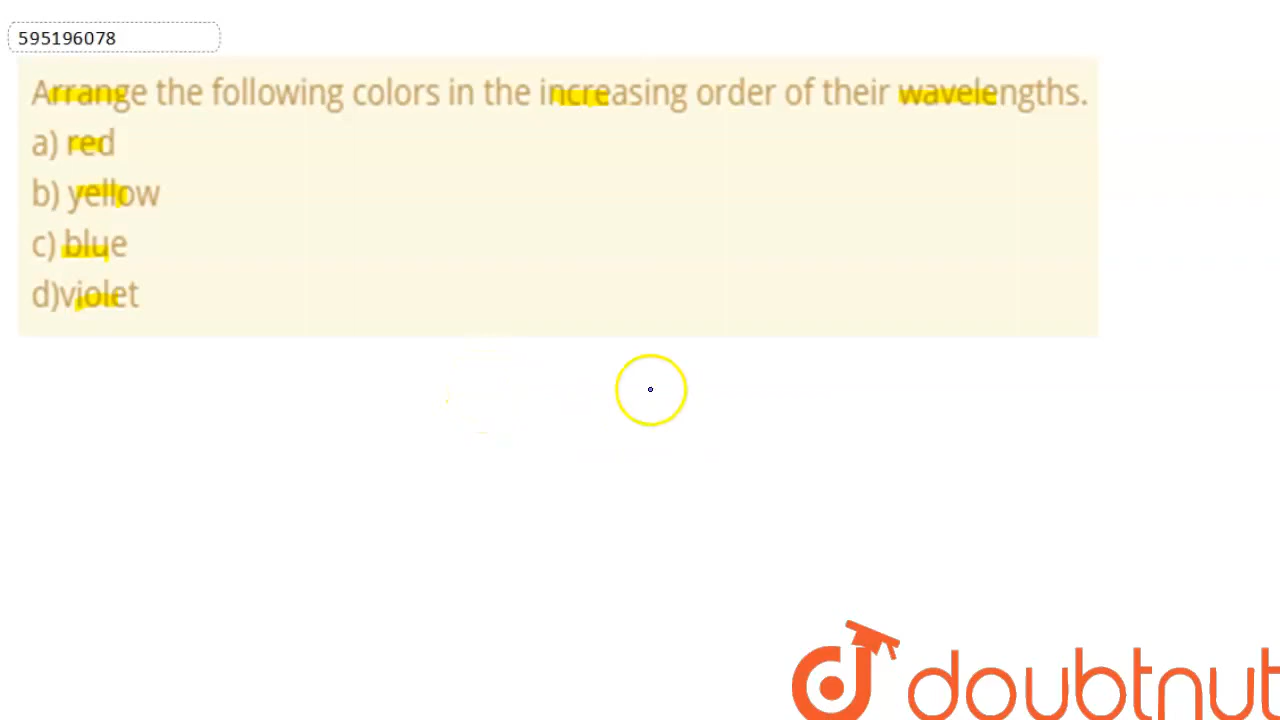 595196078
Arrange the following colors in the increasing order of their wavelengths.
a) red
b) yellow
c) blue
d)violet
doubtnut